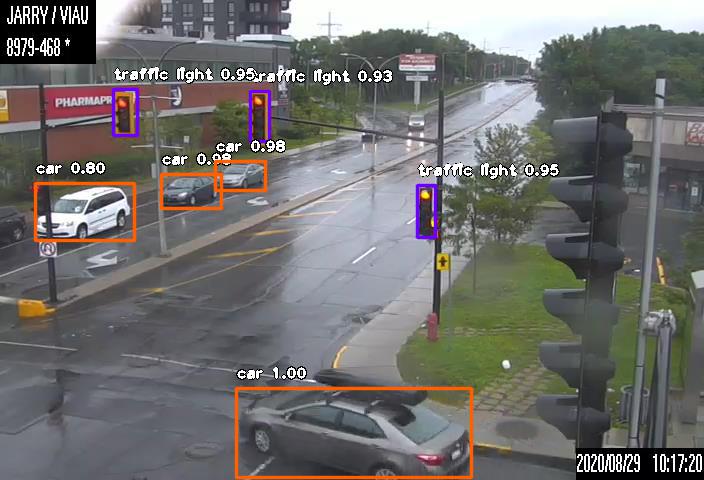 JARRY / VIAU
8979-468 *
traffic light 0.95
traffic light 0.93
PHARMAPR
car 0.98
car 0.98
car 0.80
traffic light 0.95
car 1.00
2020/08/29 10:17:20